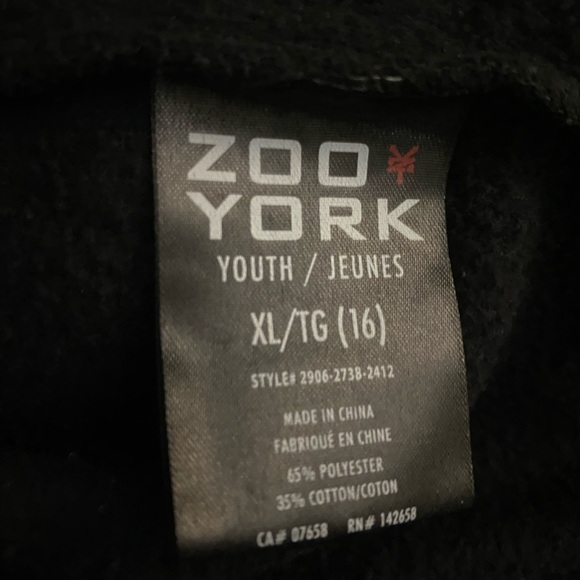 ZOO
YORK
YOUTH / JEUNES
XL/TG (16)
STYLE# 2906-2738-2412
MADE IN CHINA
FABRIQUÉ EN CHINE
65% POLYESTER
35% COTTON/COTON
CA# 07658 RN# 142658